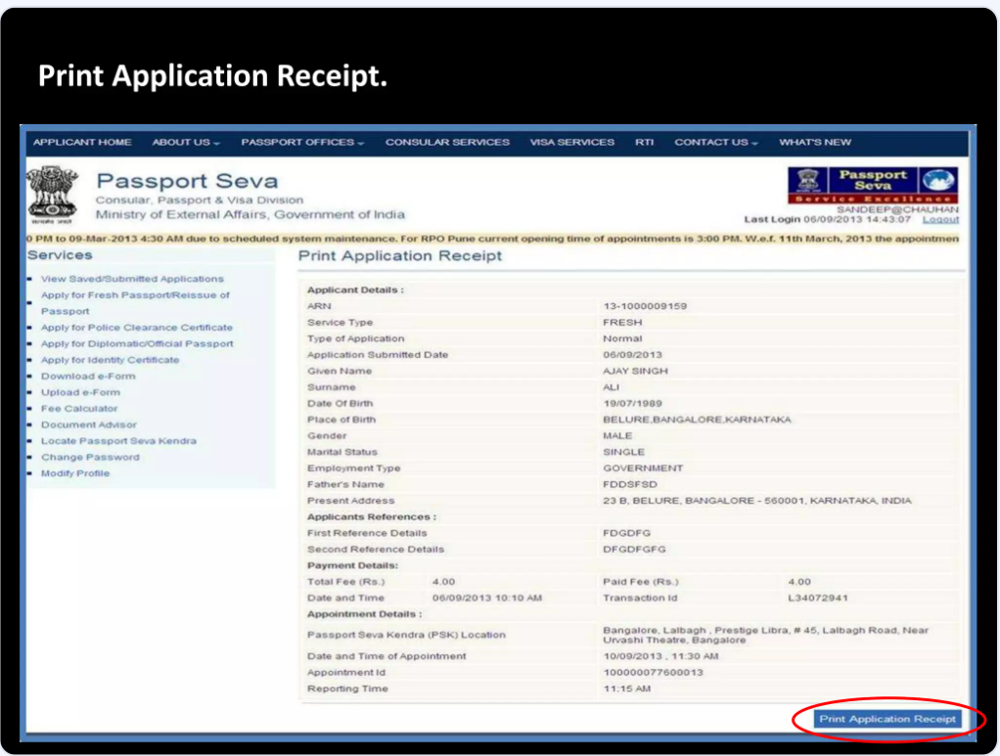 Print Application Receipt.
APPLICANT HOME ABOUT US PASSPORT OFFICES CONSULAR SERVICES VISA SERVICES RTI CONTACT US WHAT'S NEW
Passport Seva
Consular, Passport & Visa Division
Ministry of External Affairs, Government of India
सत्यमेव जयते
Passport
Seva
Service Excellence
SANDEEP@CHAUHAN
Last Login 06/09/2013 14:43:07 Logout
0 PM to 09-Mar-2013 4:30 AM due to scheduled system maintenance. For RPO Pune current opening time of appointments is 3:00 PM. W.e.f. 11th March, 2013 the appointmen
Services
View Saved/Submitted Applications
Apply for Fresh Passport/Reissue of
Passport
Apply for Police Clearance Certificate
Apply for Diplomatic/Official Passport
Apply for Identity Certificate
Download e-Form
Upload e-Form
Fee Calculator
Document Advisor
Locate Passport Seva Kendra
Change Password
Modify Profile
Print Application Receipt
Applicant Details :
ARN 13-1000009159
Service Type FRESH
Type of Application Normal
Application Submitted Date 06/09/2013
Given Name AJAY SINGH
Surname ALI
Date Of Birth 19/07/1989
Place of Birth BELURE,BANGALORE,KARNATAKA
Gender MALE
Marital Status SINGLE
Employment Type GOVERNMENT
Father's Name FDDSFSD
Present Address 23 B, BELURE, BANGALORE - 560001, KARNATAKA, INDIA
Applicants References :
First Reference Details FDGDFG
Second Reference Details DFGDFGFG
Payment Details:
Total Fee (Rs.) 4.00 Paid Fee (Rs.) 4.00
Date and Time 06/09/2013 10:10 AM Transaction Id L34072941
Appointment Details :
Passport Seva Kendra (PSK) Location Bangalore, Lalbagh , Prestige Libra, # 45, Lalbagh Road, Near
Urvashi Theatre, Bangalore
Date and Time of Appointment 10/09/2013 , 11:30 AM
Appointment Id 100000077600013
Reporting Time 11:15 AM
Print Application Receipt